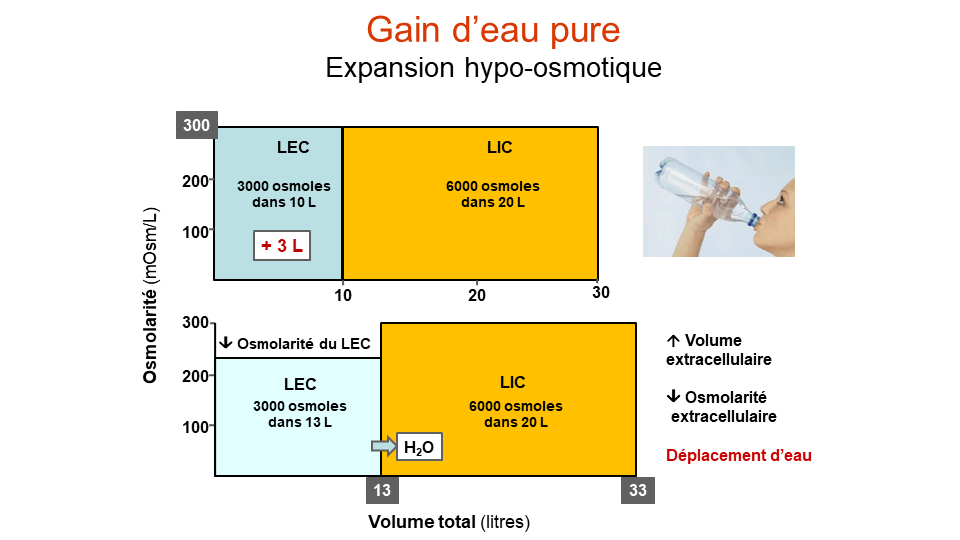 Gain d’eau pure
Expansion hypo-osmotique
Osmolarité (mOsm/L)
300
200
100
LEC
3000 osmoles
dans 10 L
+ 3 L
LIC
6000 osmoles
dans 20 L
10
20
30
300
200
100
↓ Osmolarité du LEC
LEC
3000 osmoles
dans 13 L
LIC
6000 osmoles
dans 20 L
H₂O
13
33
Volume total (litres)
↑ Volume
extracellulaire
↓ Osmolarité
extracellulaire
Déplacement d’eau